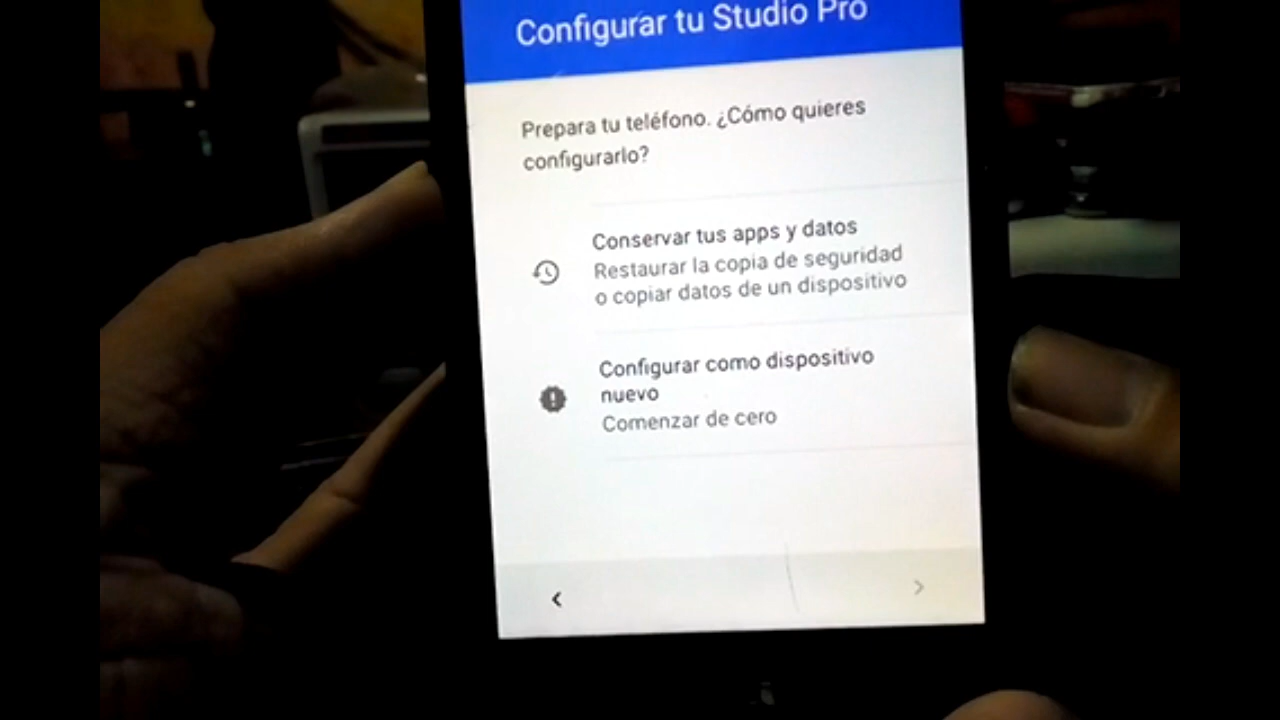 Configurar tu Studio Pro
Prepara tu teléfono. ¿Cómo quieres
configurarlo?
Conservar tus apps y datos
Restaurar la copia de seguridad
o copiar datos de un dispositivo
Configurar como dispositivo
nuevo
Comenzar de cero